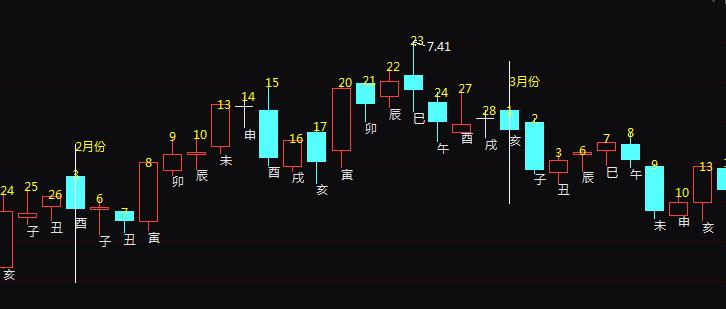 23
7.41
22
20
21
15
14
13
24
27
3月份
28
1
2
17
16
9
10
8
3
6
7
8
9
10
13
2月份
3
24
25
26
6
7
亥
子
酉
子
丑
寅
卯
辰
未
申
酉
戌
亥
寅
卯
辰
巳
午
酉
戌
亥
子
丑
辰
巳
午
未
申
亥